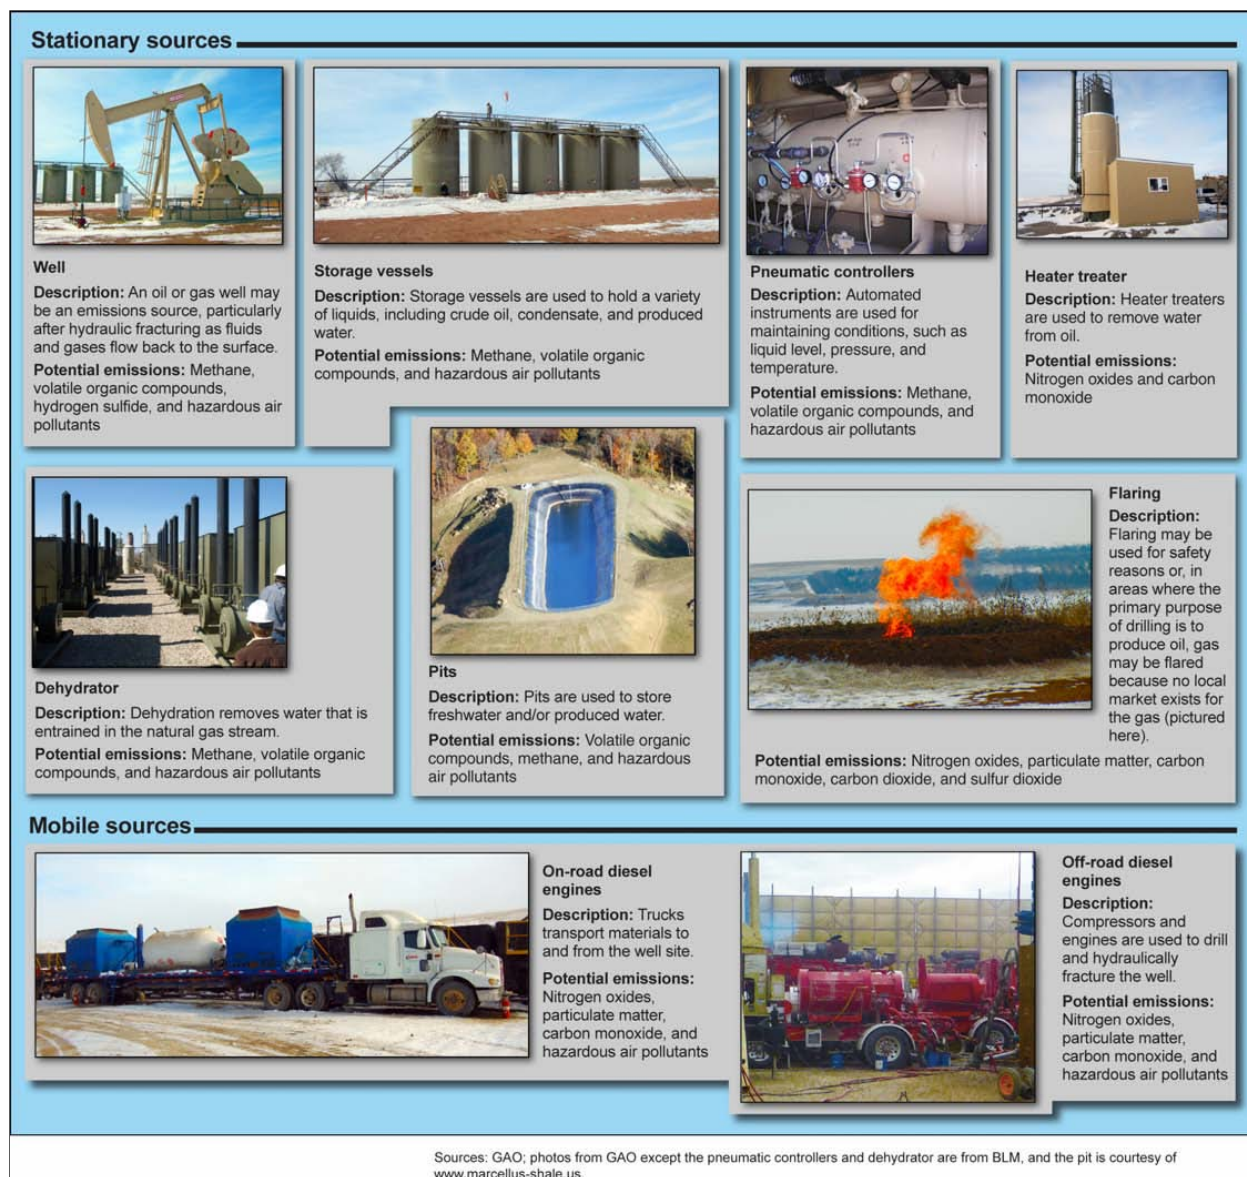 Stationary sources
Well
Description: An oil or gas well may
be an emissions source, particularly
after hydraulic fracturing as fluids
and gases flow back to the surface.
Potential emissions: Methane,
volatile organic compounds,
hydrogen sulfide, and hazardous air
pollutants
Storage vessels
Description: Storage vessels are used to hold a variety
of liquids, including crude oil, condensate, and produced
water.
Potential emissions: Methane, volatile organic
compounds, and hazardous air pollutants
Pneumatic controllers
Description: Automated
instruments are used for
maintaining conditions, such as
liquid level, pressure, and
temperature.
Potential emissions: Methane,
volatile organic compounds, and
hazardous air pollutants
Heater treater
Description: Heater treaters
are used to remove water
from oil.
Potential emissions:
Nitrogen oxides and carbon
monoxide
Dehydrator
Description: Dehydration removes water that is
entrained in the natural gas stream.
Potential emissions: Methane, volatile organic
compounds, and hazardous air pollutants
Pits
Description: Pits are used to store
freshwater and/or produced water.
Potential emissions: Volatile organic
compounds, methane, and hazardous
air pollutants
Flaring
Description:
Flaring may be
used for safety
reasons or, in
areas where the
primary purpose
of drilling is to
produce oil, gas
may be flared
because no local
market exists for
the gas (pictured
here).
Potential emissions: Nitrogen oxides, particulate matter, carbon
monoxide, carbon dioxide, and sulfur dioxide
Mobile sources
On-road diesel
engines
Description: Trucks
transport materials to
and from the well site.
Potential emissions:
Nitrogen oxides,
particulate matter,
carbon monoxide, and
hazardous air pollutants
Off-road diesel
engines
Description:
Compressors and
engines are used to drill
and hydraulically
fracture the well.
Potential emissions:
Nitrogen oxides,
particulate matter,
carbon monoxide, and
hazardous air pollutants
Sources: GAO; photos from GAO except the pneumatic controllers and dehydrator are from BLM, and the pit is courtesy of
www.marcellus-shale.us